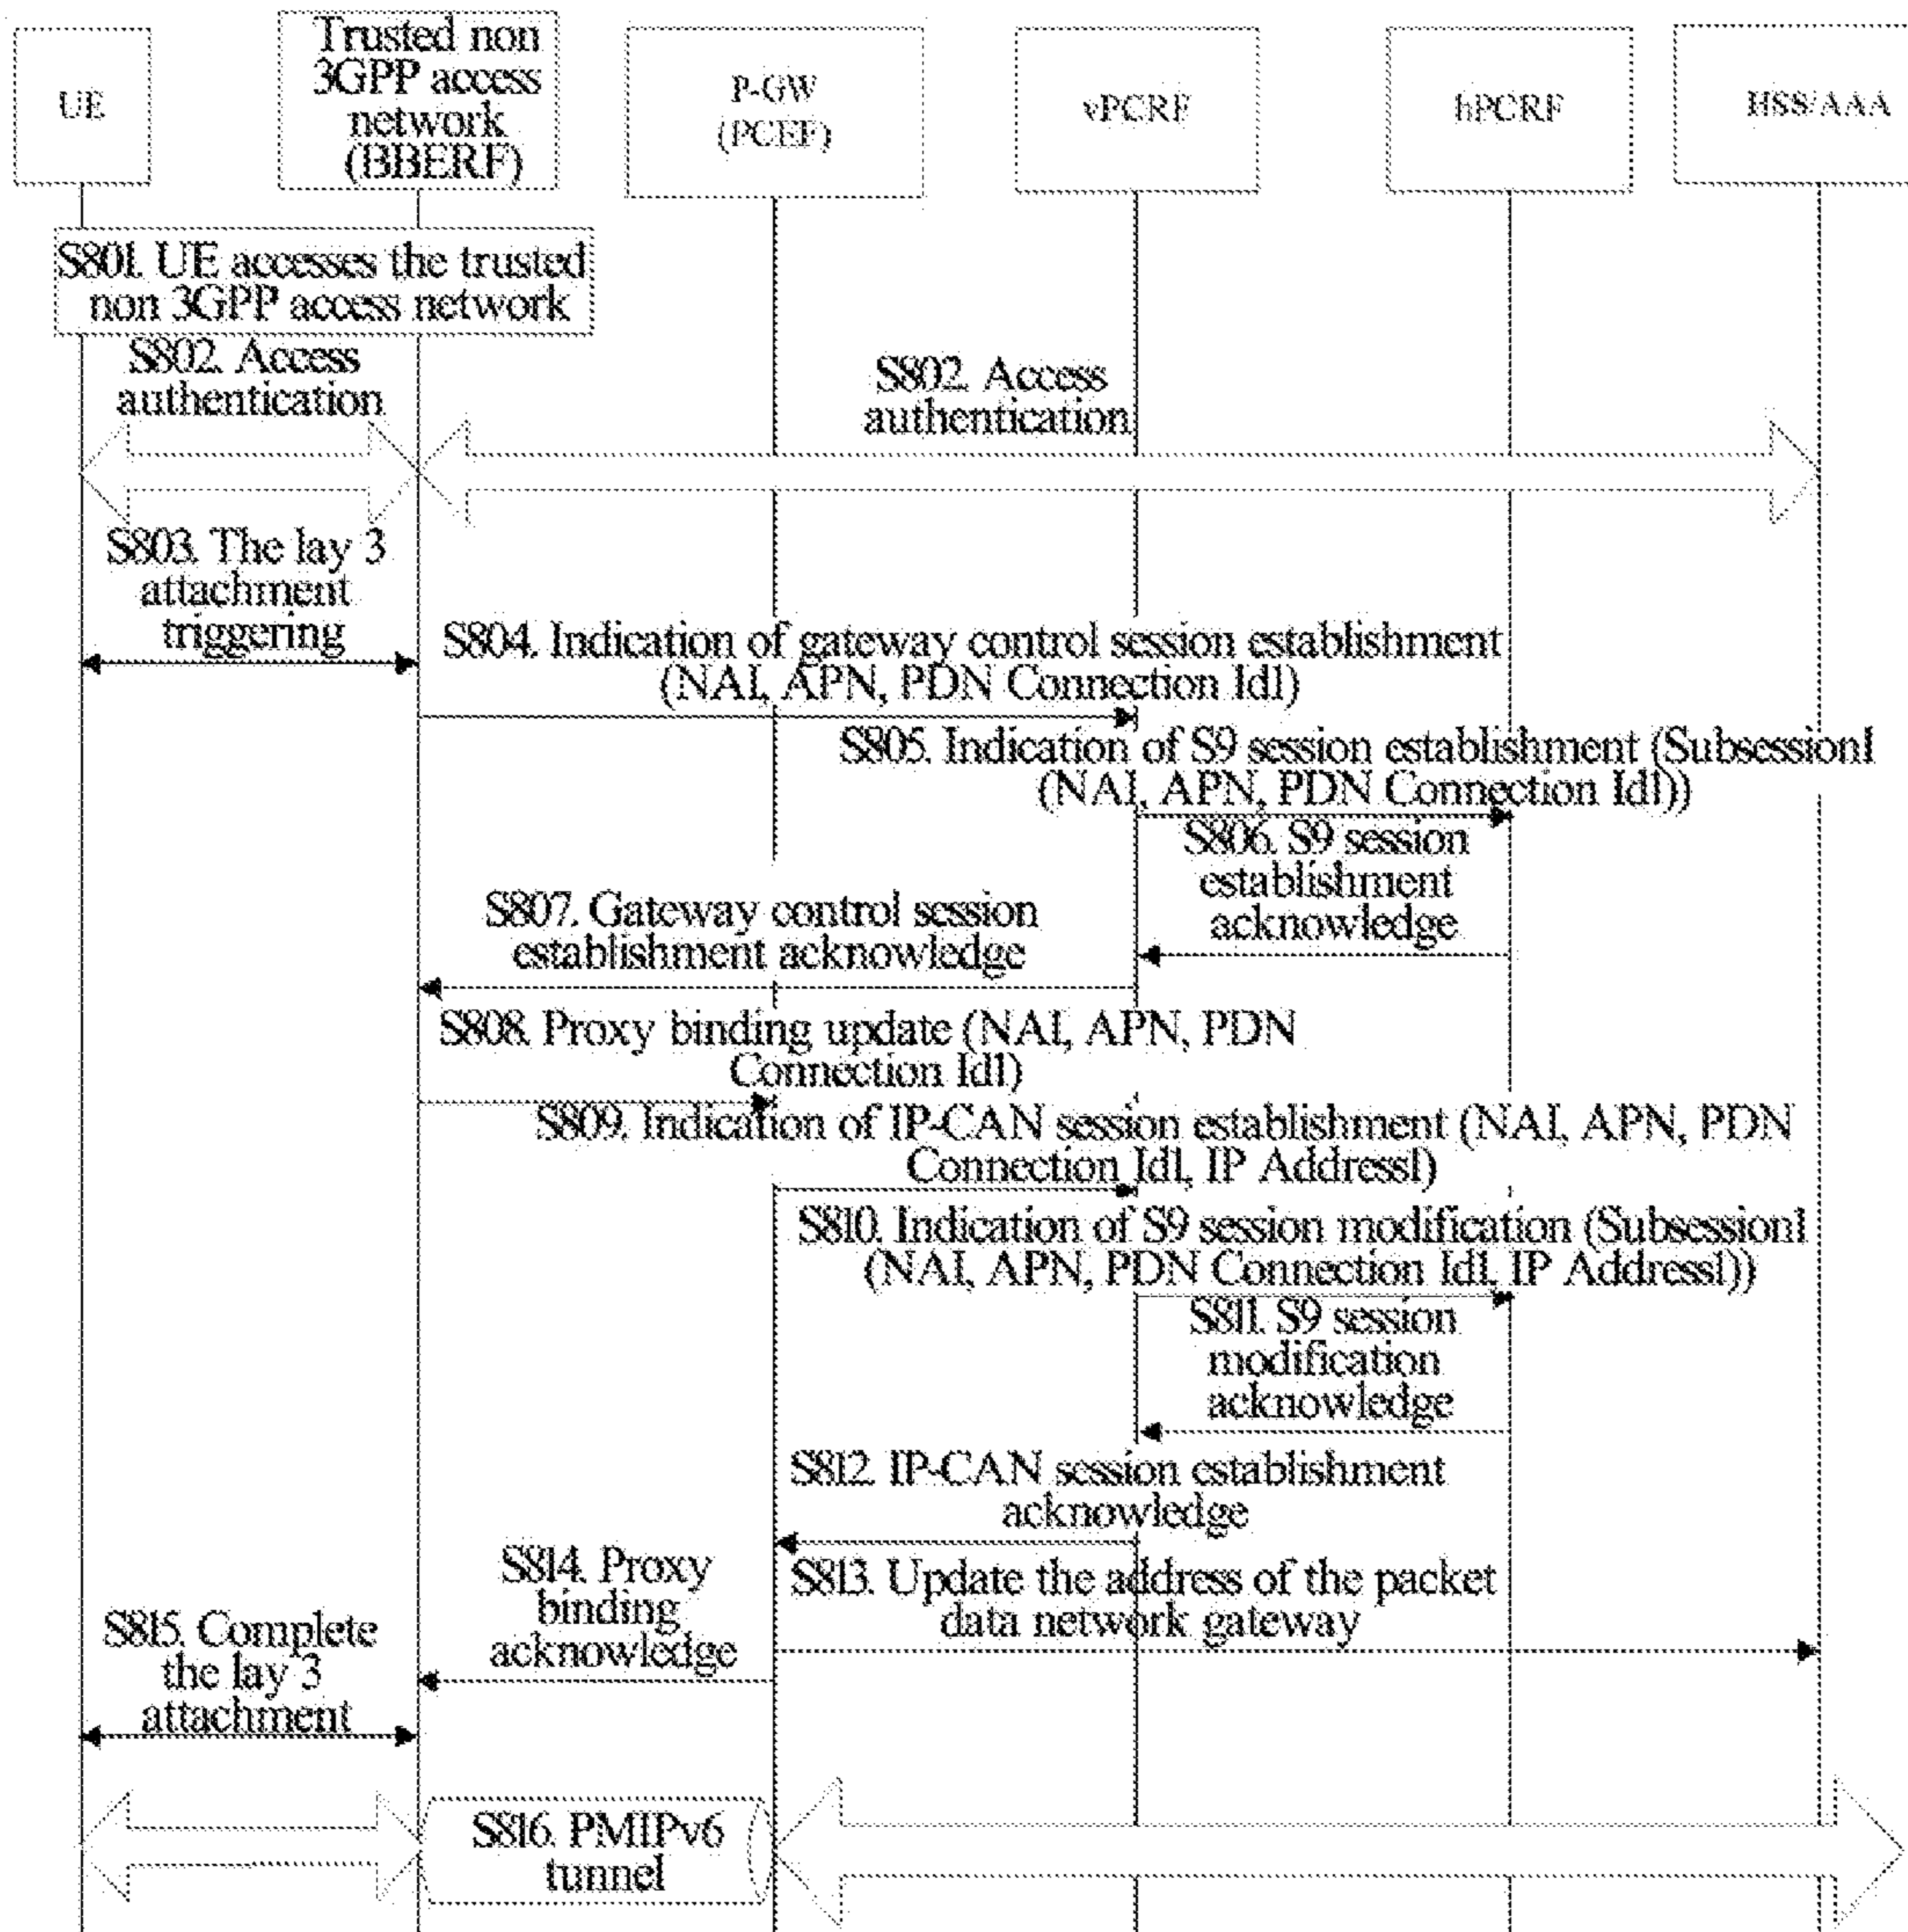 UE
Trusted non
3GPP access
network
(BBERF)
P-GW
(PCEF)
vPCRF
hPCRF
HSS/AAA
S801. UE accesses the trusted
non 3GPP access network
S802. Access
authentication
S802. Access
authentication
S803. The lay 3
attachment
triggering
S804. Indication of gateway control session establishment
(NAI, APN, PDN Connection Id1)
S805. Indication of S9 session establishment (Subsession1
(NAI, APN, PDN Connection Id1))
S806. S9 session
establishment
acknowledge
S807. Gateway control session
establishment acknowledge
S808. Proxy binding update (NAI, APN, PDN
Connection Id1)
S809. Indication of IP-CAN session establishment (NAI, APN, PDN
Connection Id1, IP Address1)
S810. Indication of S9 session modification (Subsession1
(NAI, APN, PDN Connection Id1, IP Address1))
S811. S9 session
modification
acknowledge
S812. IP-CAN session establishment
acknowledge
S813. Update the address of the packet
data network gateway
S814. Proxy
binding
acknowledge
S815. Complete
the lay 3
attachment
S816. PMIPv6
tunnel